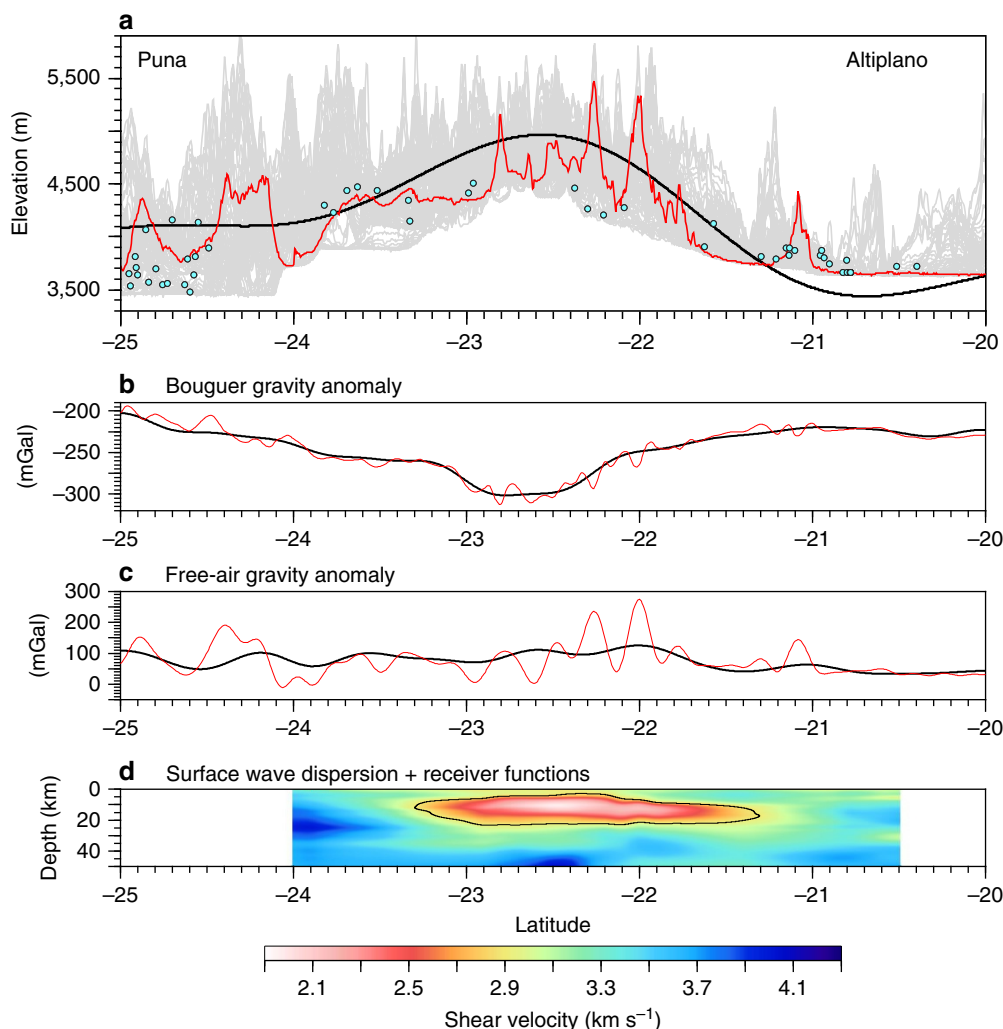 a
Puna Altiplano
5,500
4,500
3,500
Elevation (m)
−25 −24 −23 −22 −21 −20
b Bouguer gravity anomaly
−200
−250
−300
(mGal)
−25 −24 −23 −22 −21 −20
c Free-air gravity anomaly
300
200
100
0
(mGal)
−25 −24 −23 −22 −21 −20
d Surface wave dispersion + receiver functions
0
20
40
Depth (km)
−25 −24 −23 −22 −21 −20
Latitude
2.1 2.5 2.9 3.3 3.7 4.1
Shear velocity (km s⁻¹)